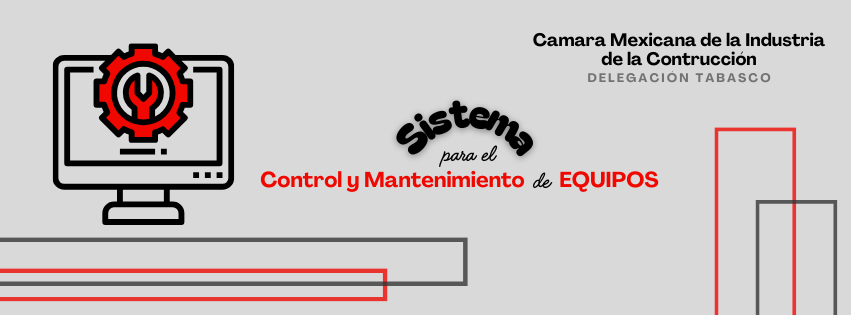 Camara Mexicana de la Industria
de la Contrucción
DELEGACIÓN TABASCO
Sistema
para el
Control y Mantenimiento de EQUIPOS